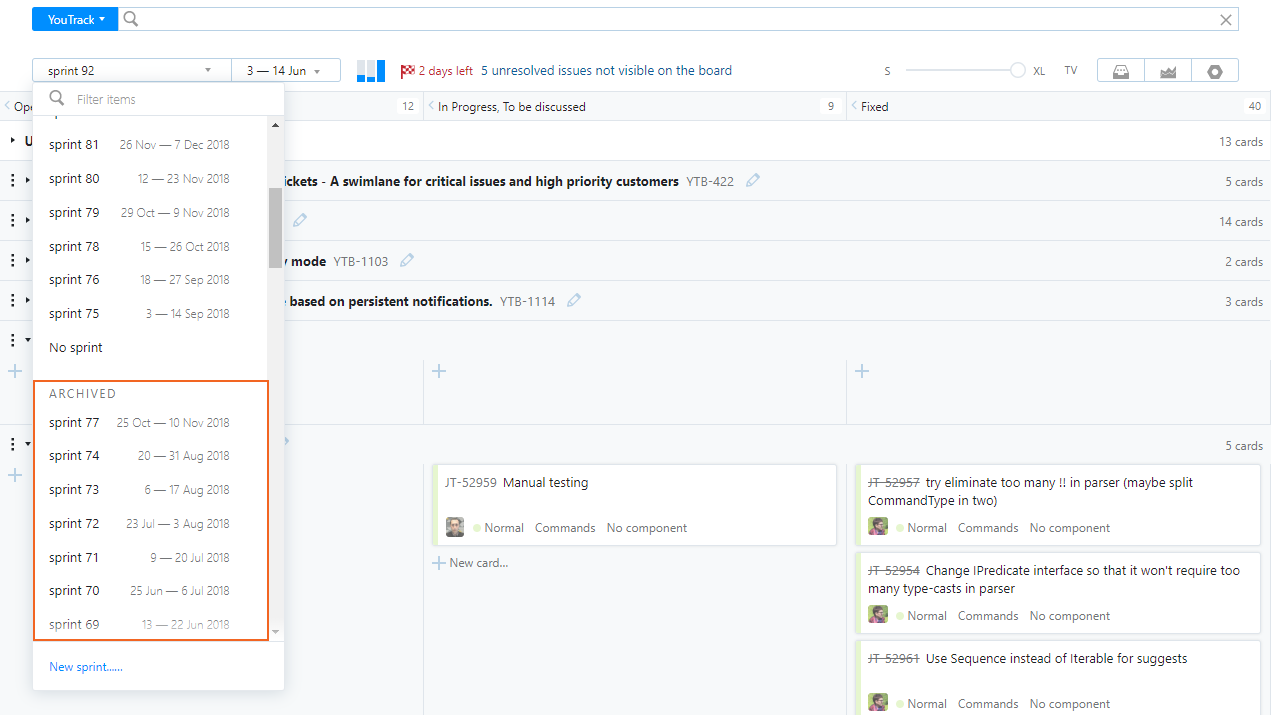 YouTrack
sprint 92
3 — 14 Jun
2 days left
5 unresolved issues not visible on the board
S
XL
TV
Filter items
Ope
12
In Progress, To be discussed
9
Fixed
40
U
13 cards
sprint 81 26 Nov — 7 Dec 2018
sprint 80 12 — 23 Nov 2018
sprint 79 29 Oct — 9 Nov 2018
sprint 78 15 — 26 Oct 2018
sprint 76 18 — 27 Sep 2018
sprint 75 3 — 14 Sep 2018
No sprint
ARCHIVED
sprint 77 25 Oct — 10 Nov 2018
sprint 74 20 — 31 Aug 2018
sprint 73 6 — 17 Aug 2018
sprint 72 23 Jul — 3 Aug 2018
sprint 71 9 — 20 Jul 2018
sprint 70 25 Jun — 6 Jul 2018
sprint 69 13 — 22 Jun 2018
New sprint......
ickets - A swimlane for critical issues and high priority customers YTB-422
5 cards
14 cards
y mode YTB-1103
2 cards
based on persistent notifications. YTB-1114
3 cards
5 cards
JT-52959 Manual testing
Normal Commands No component
New card...
JT-52957 try eliminate too many !! in parser (maybe split
CommandType in two)
Normal Commands No component
JT-52954 Change IPredicate interface so that it won't require too
many type-casts in parser
Normal Commands No component
JT-52961 Use Sequence instead of Iterable for suggests
Normal Commands No component